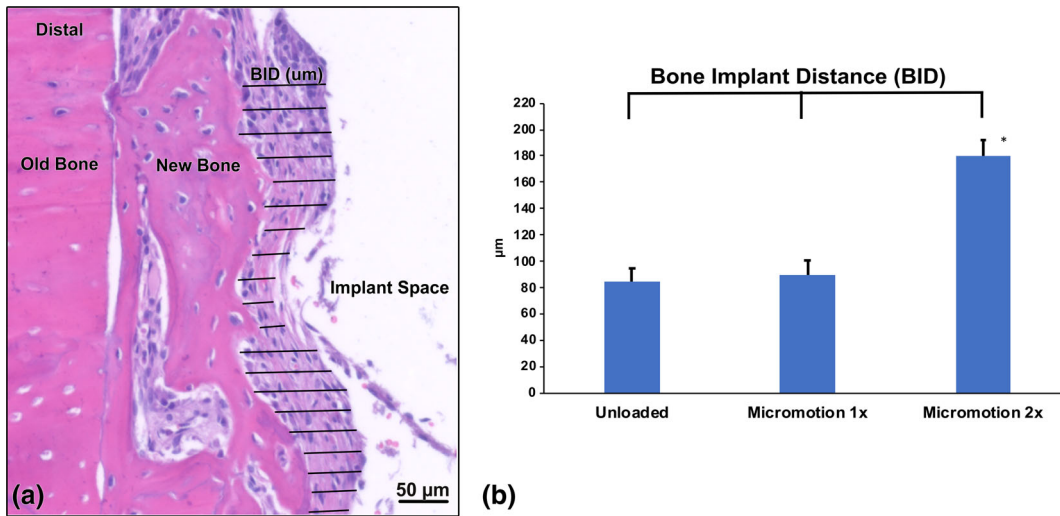 Distal
BID (um)
Old Bone
New Bone
Implant Space
(a)
50 µm
Bone Implant Distance (BID)
220
200
180
160
140
120
100
80
60
40
20
0
µm
*
Unloaded
Micromotion 1x
Micromotion 2x
(b)